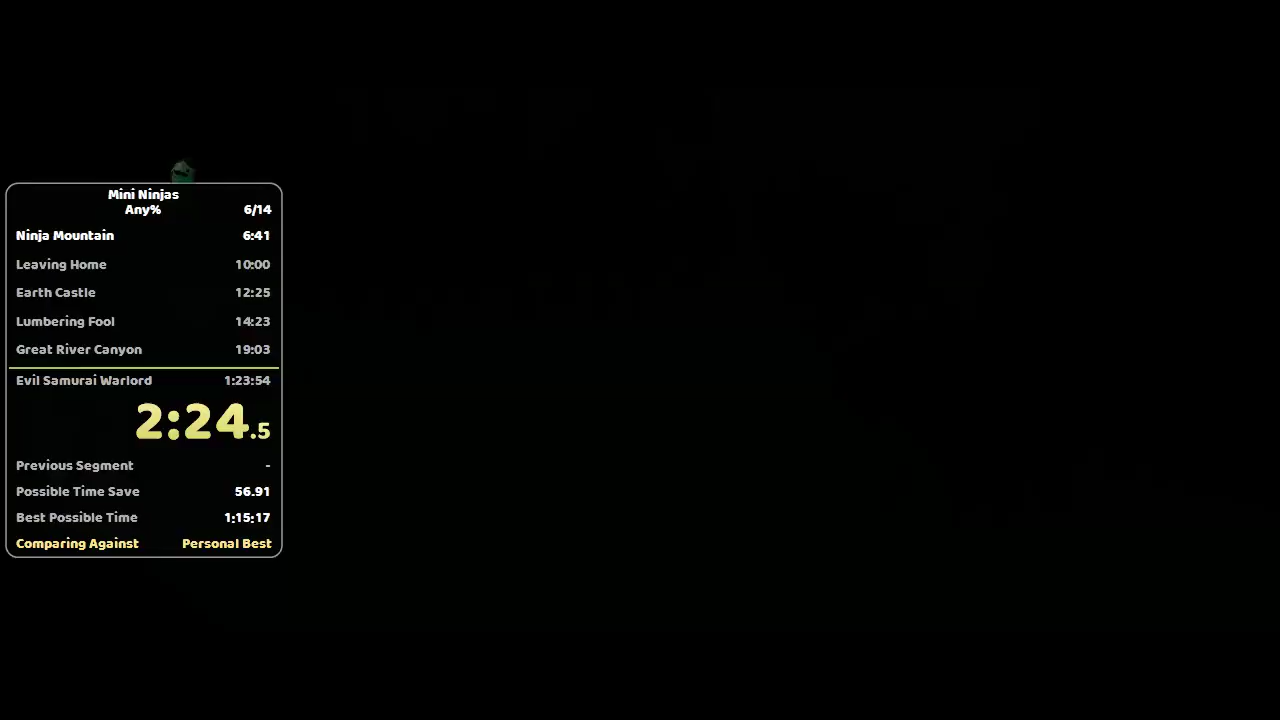 Mini Ninjas
Any% 6/14
Ninja Mountain 6:41
Leaving Home 10:00
Earth Castle 12:25
Lumbering Fool 14:23
Great River Canyon 19:03
Evil Samurai Warlord 1:23:54
2:24.5
Previous Segment -
Possible Time Save 56.91
Best Possible Time 1:15:17
Comparing Against Personal Best